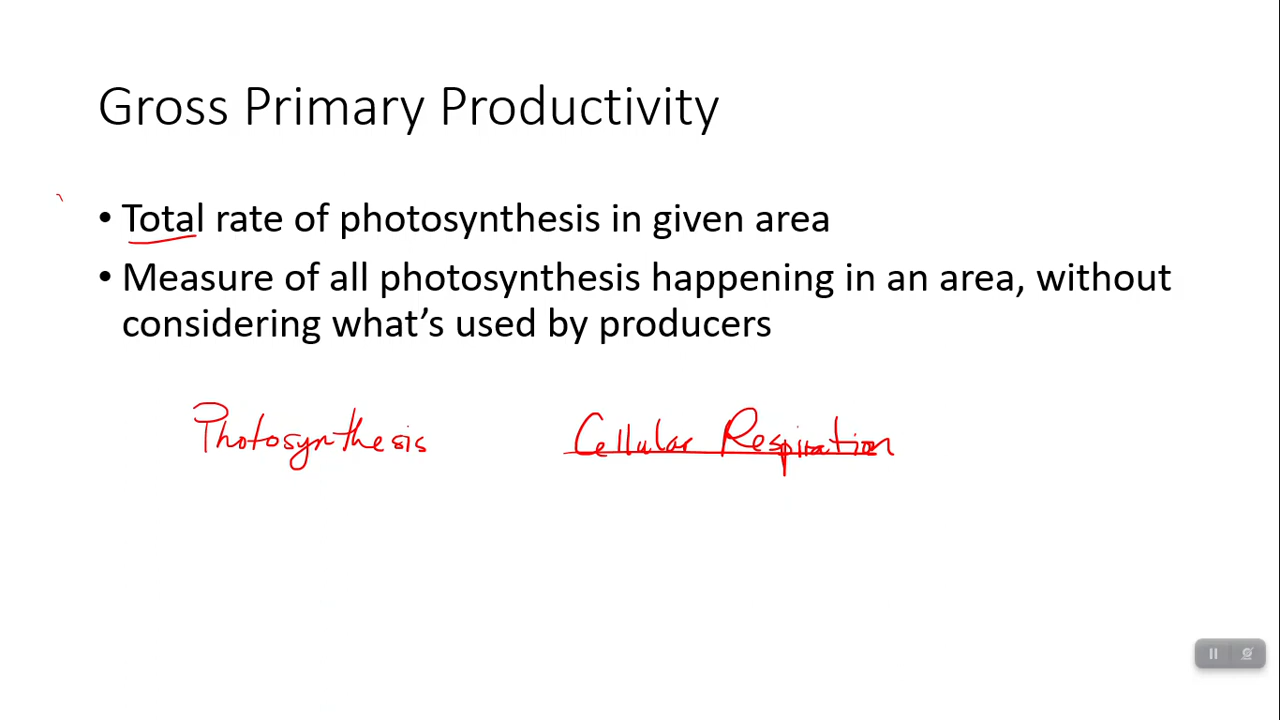 Gross Primary Productivity
• Total rate of photosynthesis in given area
• Measure of all photosynthesis happening in an area, without
considering what's used by producers
Photosynthesis Cellular Respiration